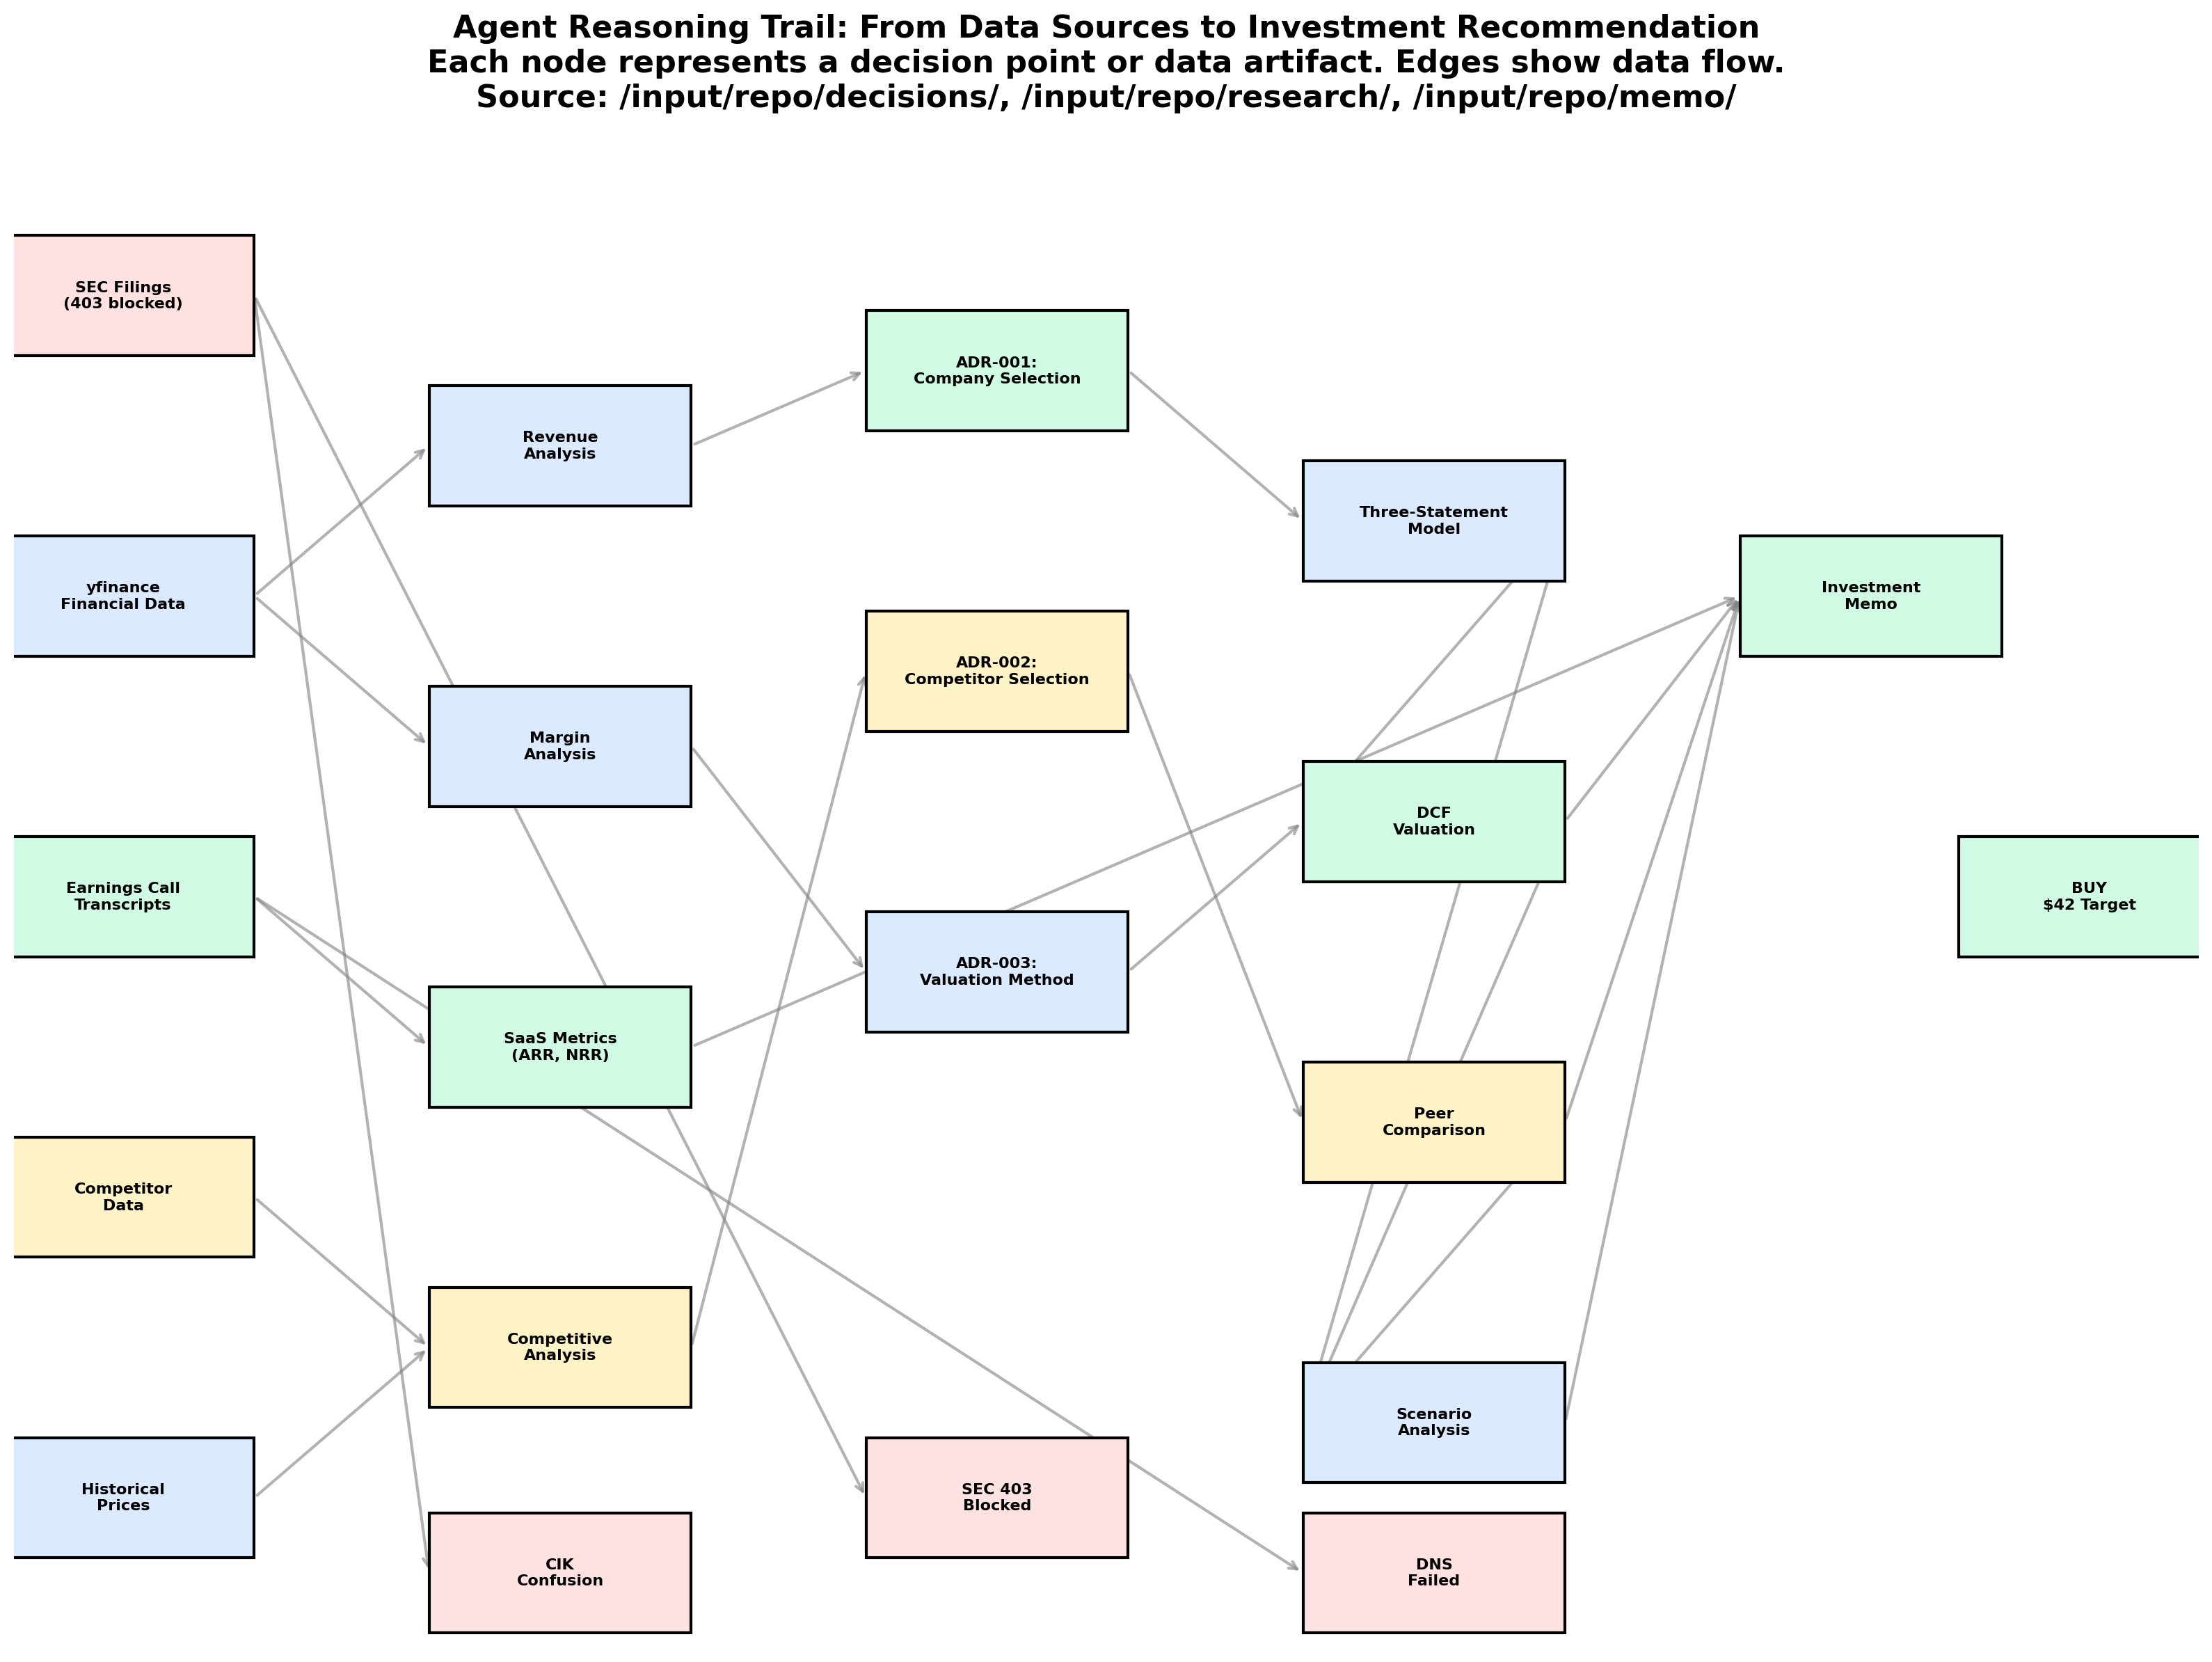 Agent Reasoning Trail: From Data Sources to Investment Recommendation
Each node represents a decision point or data artifact. Edges show data flow.
Source: /input/repo/decisions/, /input/repo/research/, /input/repo/memo/
SEC Filings
(403 blocked)
yfinance
Financial Data
Earnings Call
Transcripts
Competitor
Data
Historical
Prices
Revenue
Analysis
Margin
Analysis
SaaS Metrics
(ARR, NRR)
Competitive
Analysis
CIK
Confusion
ADR-001:
Company Selection
ADR-002:
Competitor Selection
ADR-003:
Valuation Method
SEC 403
Blocked
Three-Statement
Model
DCF
Valuation
Peer
Comparison
Scenario
Analysis
DNS
Failed
Investment
Memo
BUY
$42 Target